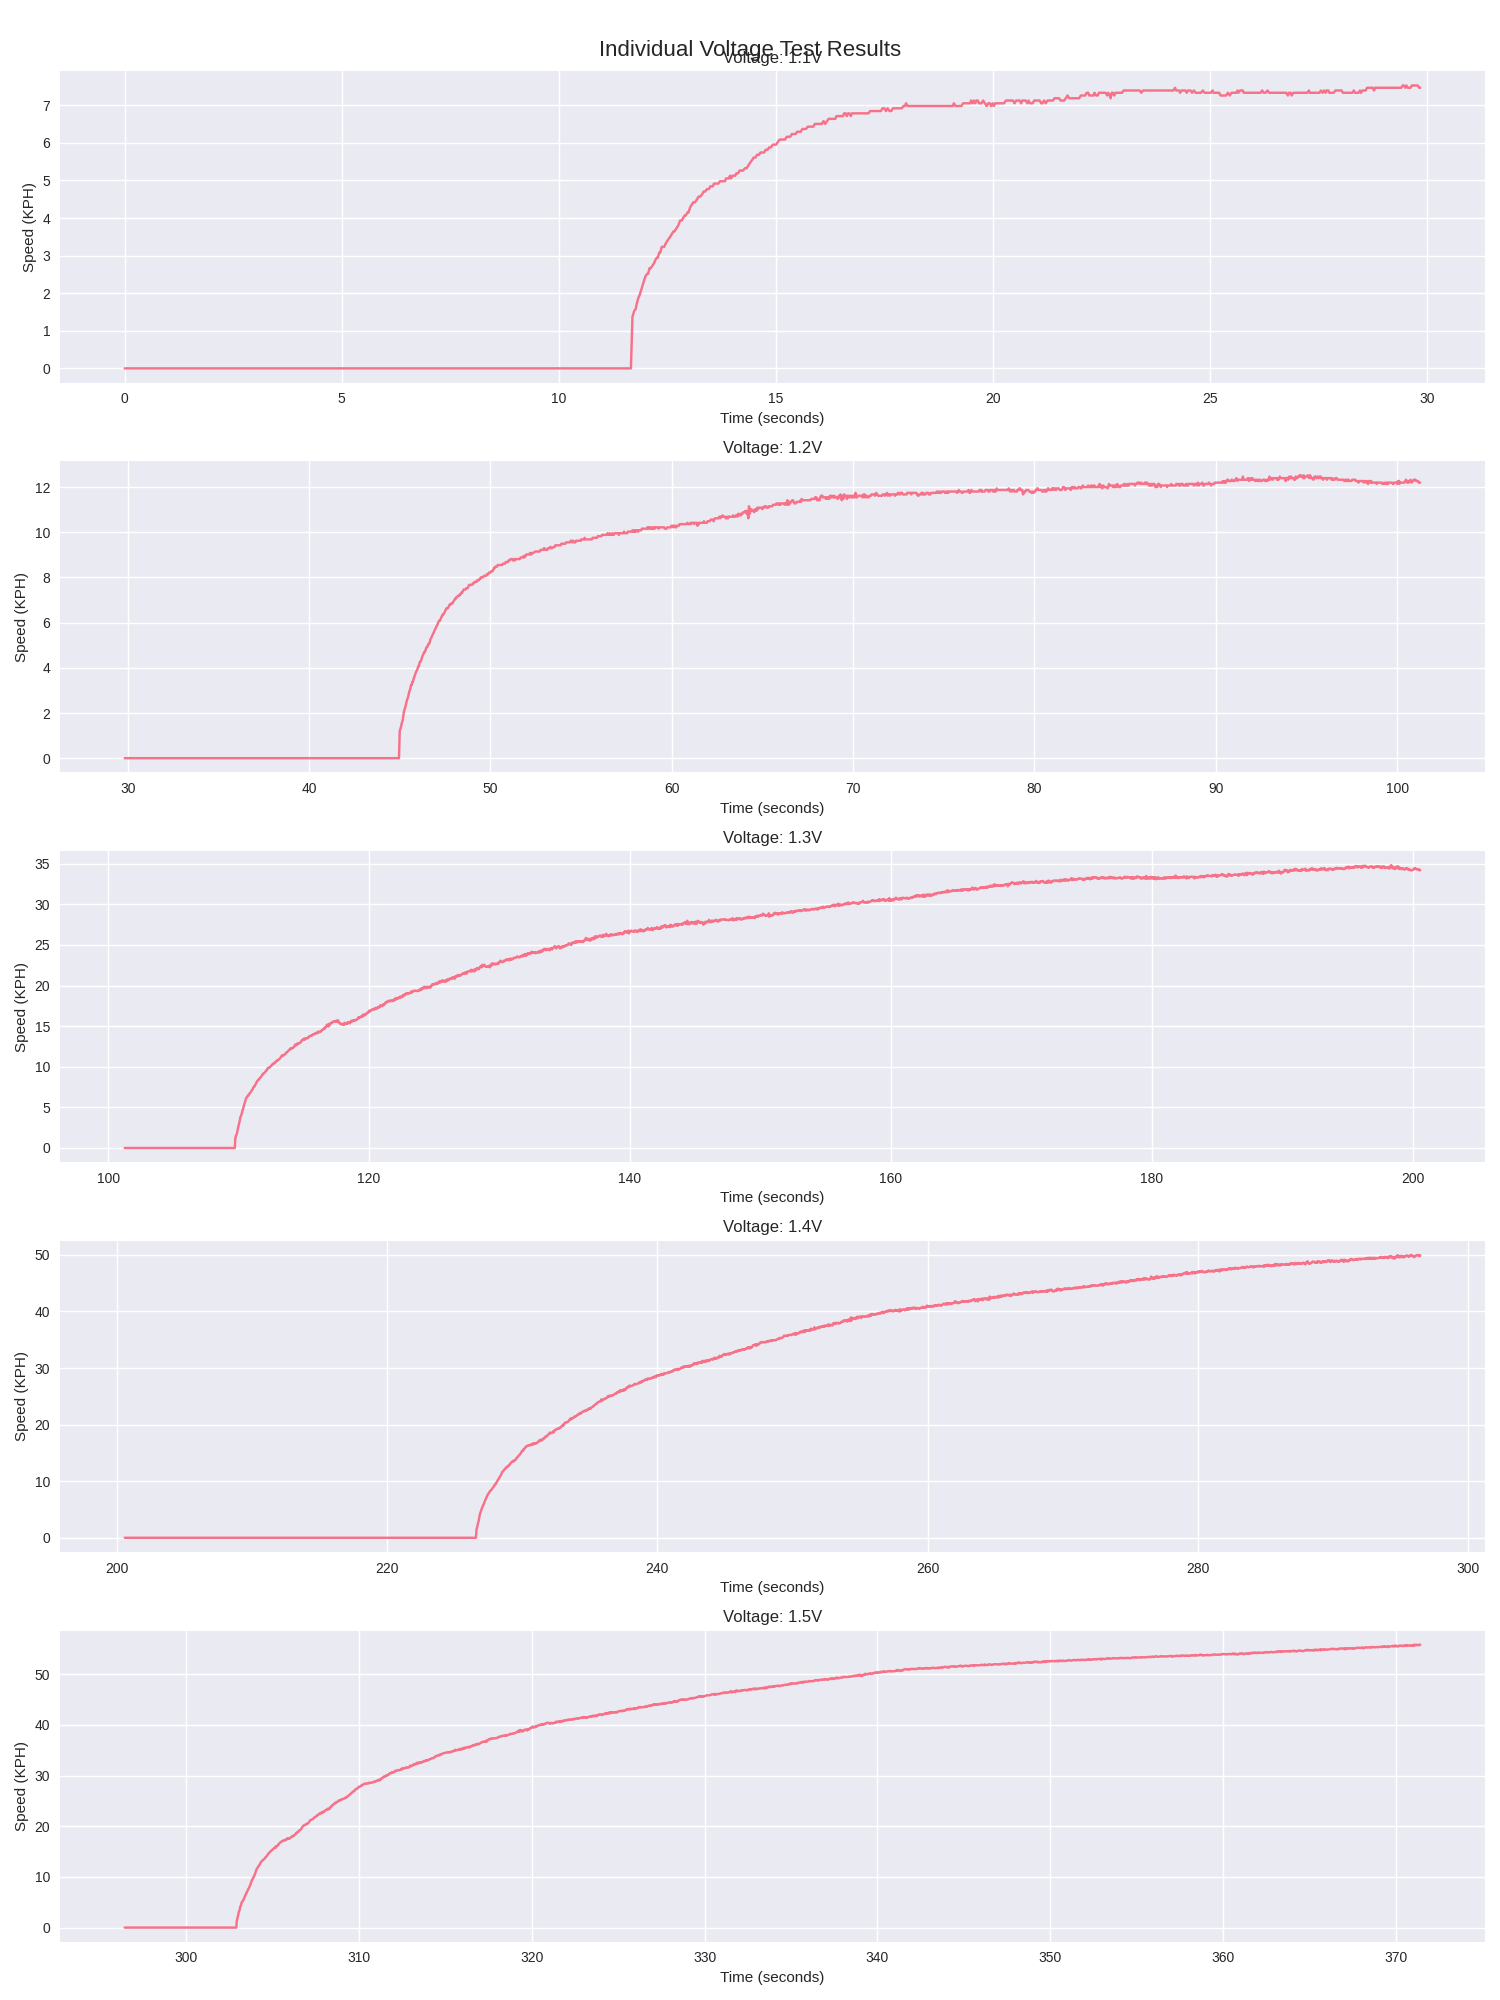 Individual Voltage Test Results
Voltage: 1.1V
Speed (KPH)
7
6
5
4
3
2
1
0
0 5 10 15 20 25 30
Time (seconds)
Voltage: 1.2V
Speed (KPH)
12
10
8
6
4
2
0
30 40 50 60 70 80 90 100
Time (seconds)
Voltage: 1.3V
Speed (KPH)
35
30
25
20
15
10
5
0
100 120 140 160 180 200
Time (seconds)
Voltage: 1.4V
Speed (KPH)
50
40
30
20
10
0
200 220 240 260 280 300
Time (seconds)
Voltage: 1.5V
Speed (KPH)
50
40
30
20
10
0
300 310 320 330 340 350 360 370
Time (seconds)